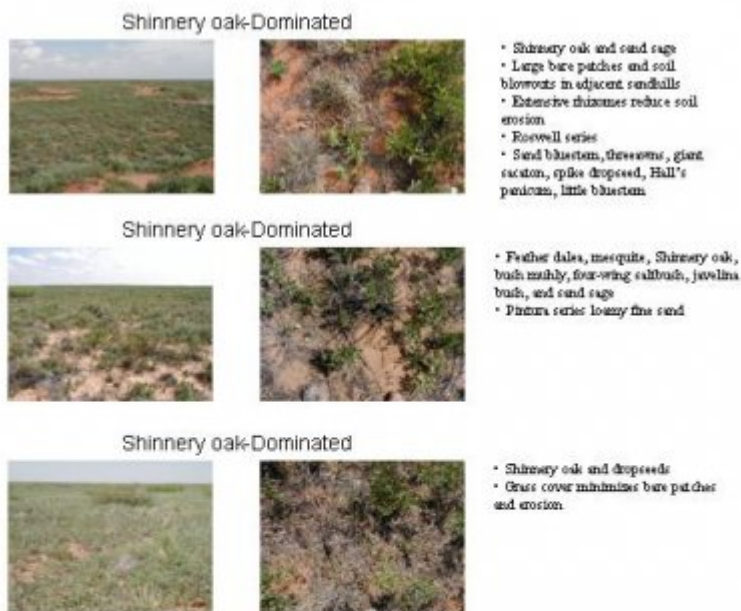 Shinnery oak-Dominated
• Shinnery oak and sand sage
• Large bare patches and soil
blowouts in adjacent sandhills
• Extensive rhizomes reduce soil
erosion
• Roswell series
• Sand bluestem, threeawns, giant
sacaton, spike dropseed, Hall's
panicum, little bluestem
Shinnery oak-Dominated
• Feather dalea, mesquite, Shinnery oak,
bush muhly, four-wing saltbush, javelina
bush, and sand sage
• Pintura series loamy fine sand
Shinnery oak-Dominated
• Shinnery oak and dropseeds
• Grass cover minimizes bare patches
and erosion